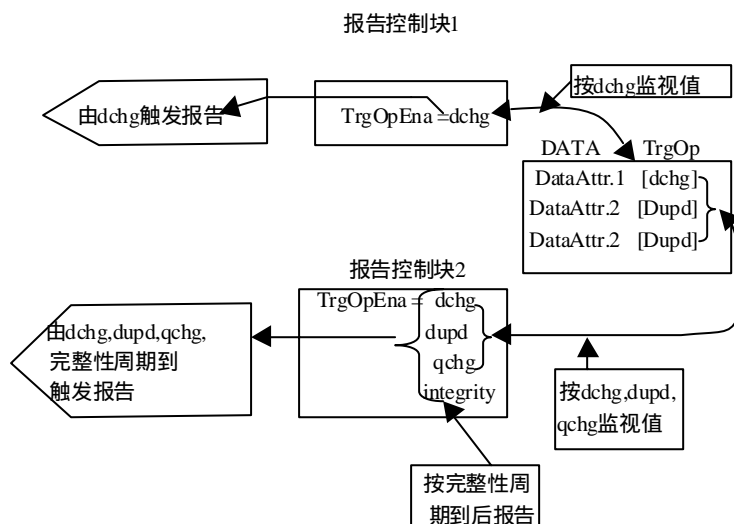 报告控制块1
由dchg触发报告
TrgOpEna =dchg
按dchg监视值
DATA TrgOp
DataAttr.1 [dchg]
DataAttr.2 [Dupd]
DataAttr.2 [Dupd]
报告控制块2
TrgOpEna = dchg
dupd
qchg
integrity
由dchg,dupd,qchg,
完整性周期到
触发报告
按dchg,dupd,
qchg监视值
按完整性周
期到后报告